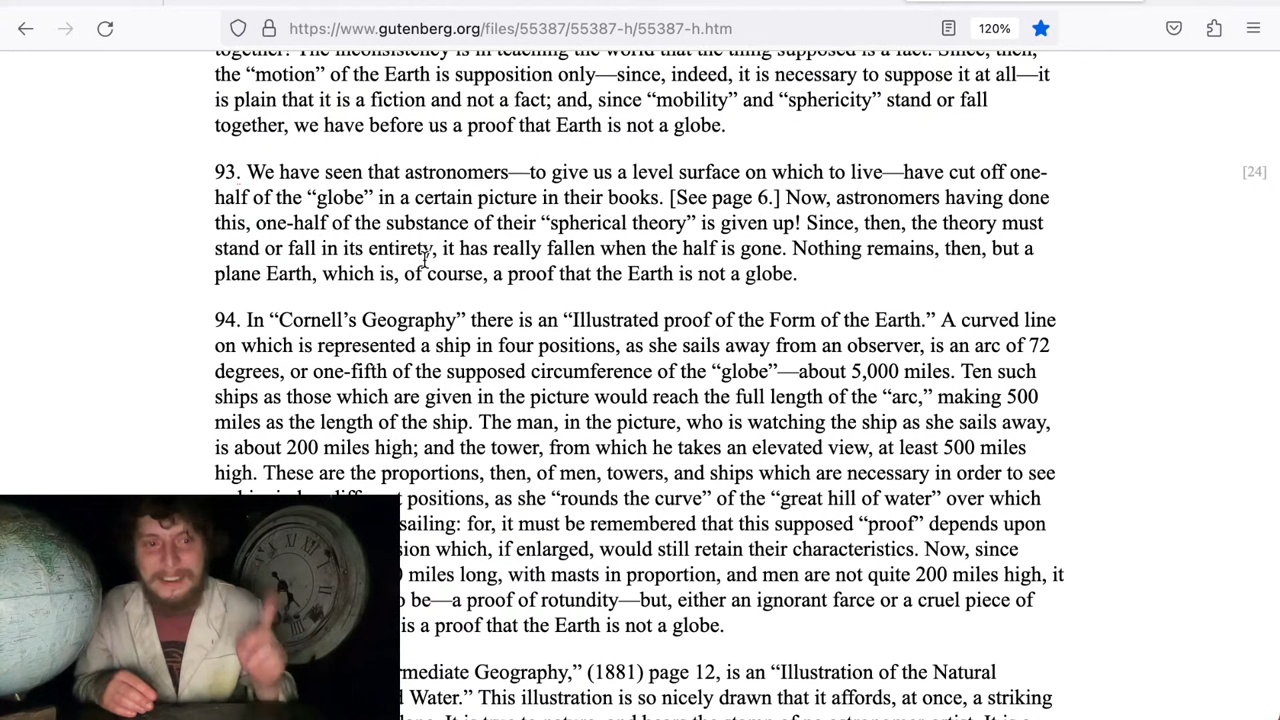 https://www.gutenberg.org/files/55387/55387-h/55387-h.htm
120%
together? The inconsistency is in teaching the world that the thing supposed is a fact. Since, then,
the “motion” of the Earth is supposition only—since, indeed, it is necessary to suppose it at all—it
is plain that it is a fiction and not a fact; and, since “mobility” and “sphericity” stand or fall
together, we have before us a proof that Earth is not a globe.
93. We have seen that astronomers—to give us a level surface on which to live—have cut off one-
[24]
half of the “globe” in a certain picture in their books. [See page 6.] Now, astronomers having done
this, one-half of the substance of their “spherical theory” is given up! Since, then, the theory must
stand or fall in its entirety, it has really fallen when the half is gone. Nothing remains, then, but a
plane Earth, which is, of course, a proof that the Earth is not a globe.
94. In “Cornell’s Geography” there is an “Illustrated proof of the Form of the Earth.” A curved line
on which is represented a ship in four positions, as she sails away from an observer, is an arc of 72
degrees, or one-fifth of the supposed circumference of the “globe”—about 5,000 miles. Ten such
ships as those which are given in the picture would reach the full length of the “arc,” making 500
miles as the length of the ship. The man, in the picture, who is watching the ship as she sails away,
is about 200 miles high; and the tower, from which he takes an elevated view, at least 500 miles
high. These are the proportions, then, of men, towers, and ships which are necessary in order to see
positions, as she “rounds the curve” of the “great hill of water” over which
sailing: for, it must be remembered that this supposed “proof” depends upon
which, if enlarged, would still retain their characteristics. Now, since
miles long, with masts in proportion, and men are not quite 200 miles high, it
be—a proof of rotundity—but, either an ignorant farce or a cruel piece of
is a proof that the Earth is not a globe.
Geography,” (1881) page 12, is an “Illustration of the Natural
Water.” This illustration is so nicely drawn that it affords, at once, a striking